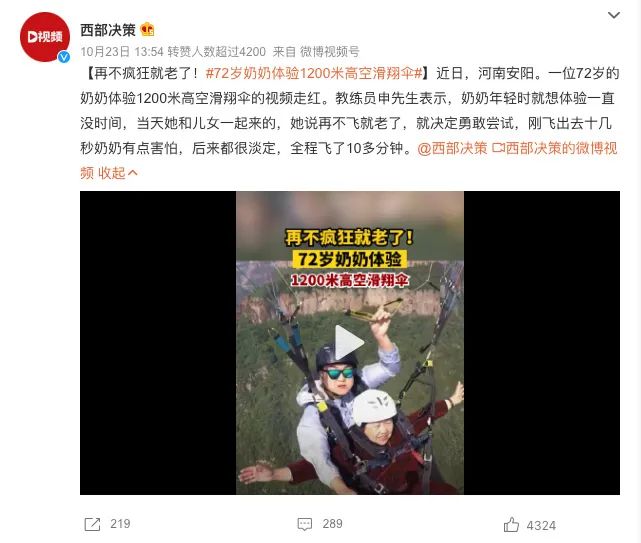 D视频
西部决策
10月23日 13:54 转赞人数超过4200 来自 微博视频号
【再不疯狂就老了！#72岁奶奶体验1200米高空滑翔伞#】近日，河南安阳。一位72岁的
奶奶体验1200米高空滑翔伞的视频走红。教练员申先生表示，奶奶年轻时就想体验一直
没时间，当天她和儿女一起来的，她说再不飞就老了，就决定勇敢尝试，刚飞出去十几
秒奶奶有点害怕，后来都很淡定，全程飞了10多分钟。@西部决策 西部决策的微博视
频 收起
再不疯狂就老了！
72岁奶奶体验
1200米高空滑翔伞
219
289
4324